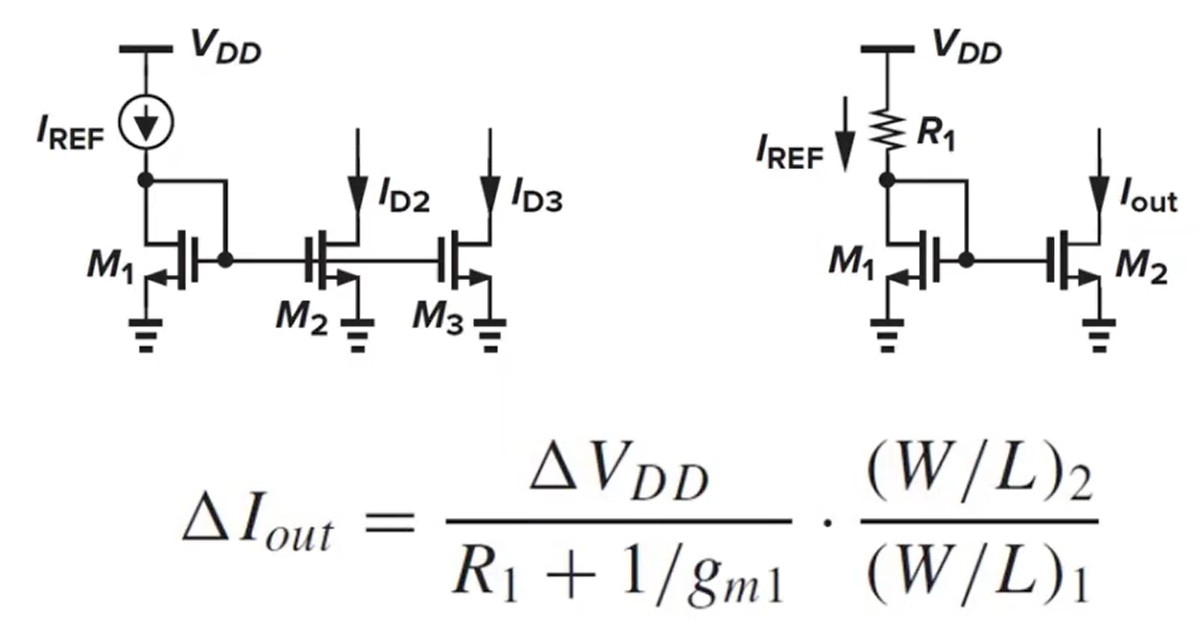 V_DD
I_REF
I_D2
I_D3
M_1
M_2
M_3
V_DD
R_1
I_REF
I_out
M_1
M_2
ΔI_out = ΔV_DD / (R_1 + 1/g_m1) · (W/L)_2 / (W/L)_1